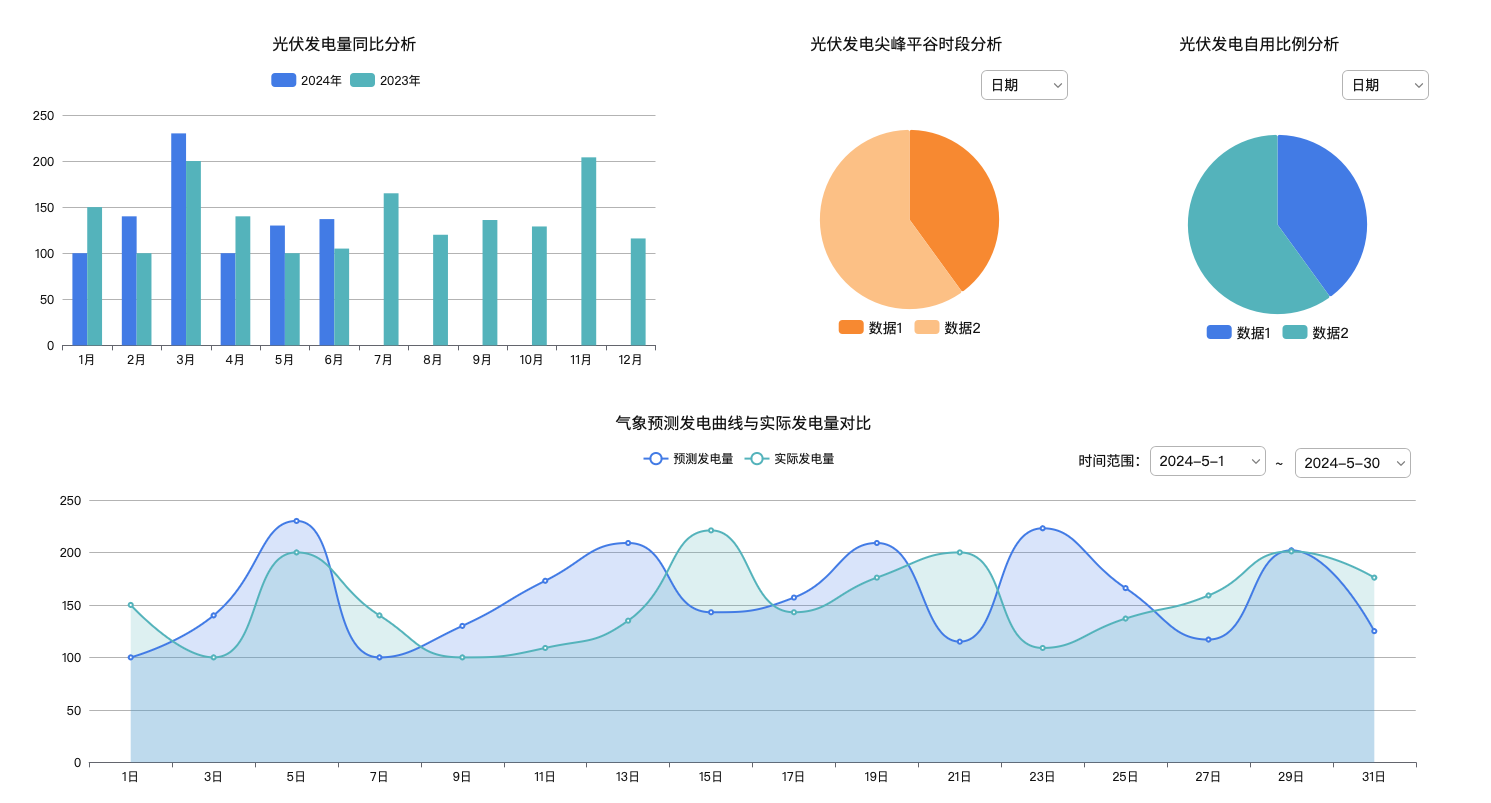 光伏发电量同比分析
2024年 2023年
250
200
150
100
50
0
1月 2月 3月 4月 5月 6月 7月 8月 9月 10月 11月 12月
光伏发电尖峰平谷时段分析
日期
数据1 数据2
光伏发电自用比例分析
日期
数据1 数据2
气象预测发电曲线与实际发电量对比
预测发电量 实际发电量
时间范围： 2024-5-1 ~ 2024-5-30
250
200
150
100
50
0
1日 3日 5日 7日 9日 11日 13日 15日 17日 19日 21日 23日 25日 27日 29日 31日